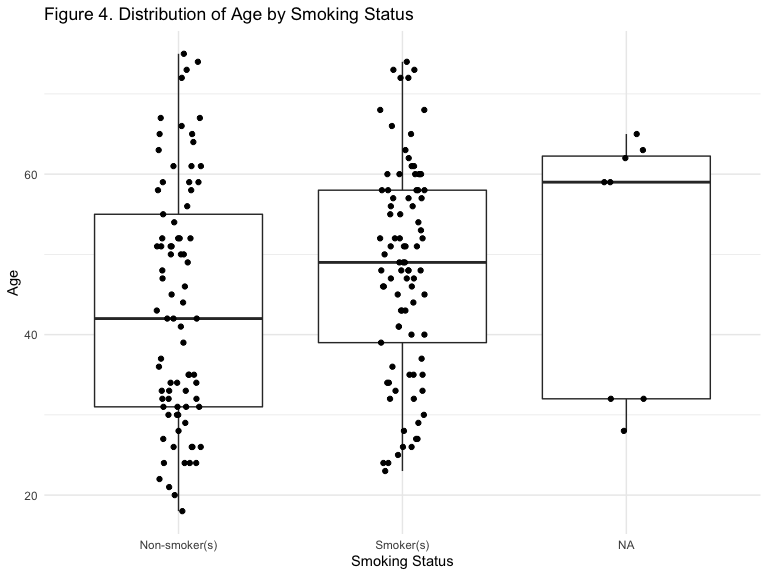 Figure 4. Distribution of Age by Smoking Status
Age
60
40
20
Non-smoker(s)
Smoker(s)
NA
Smoking Status